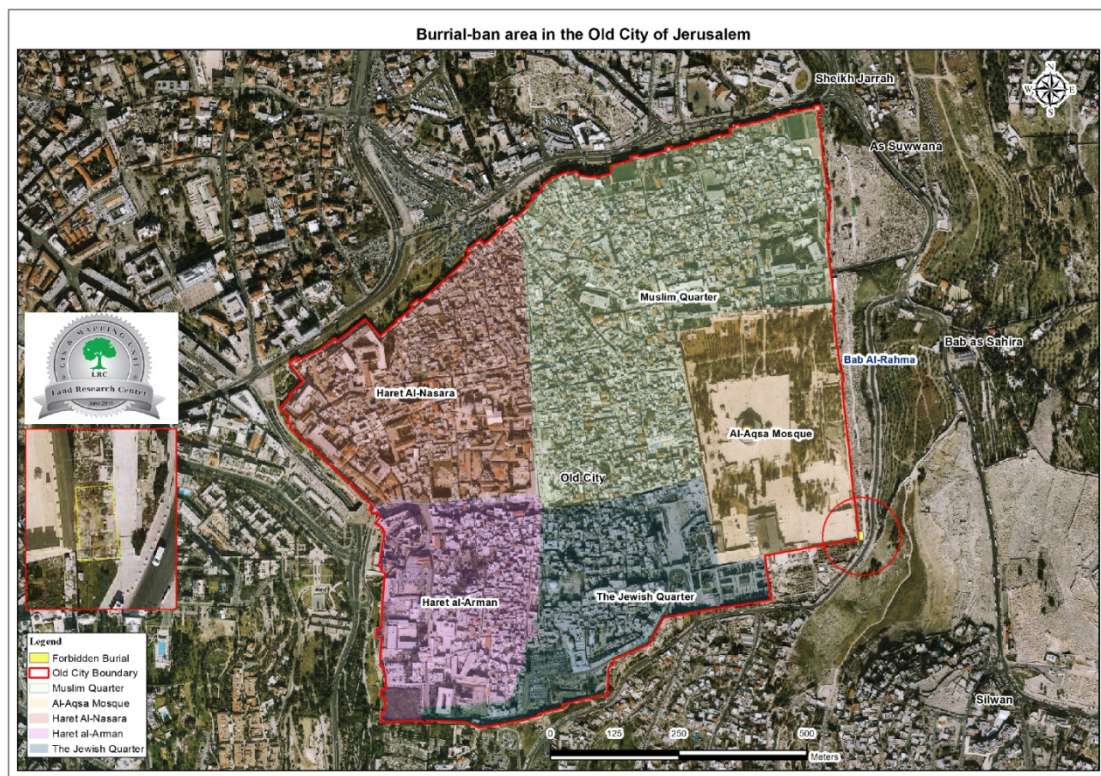 Burrial-ban area in the Old City of Jerusalem
N
W E
S
Sheikh Jarrah
As Suwwana
Muslim Quarter
Bab as Sahira
Bab Al-Rahma
GIS & MAPPING UNIT
LRC
Land Research Center
Haret Al-Nasara
Al-Aqsa Mosque
Old City
Haret al-Arman
The Jewish Quarter
Silwan
Legend
Forbidden Burial
Old City Boundary
Muslim Quarter
Al-Aqsa Mosque
Haret Al-Nasara
Haret al-Arman
The Jewish Quarter
0 125 250 500
Meters